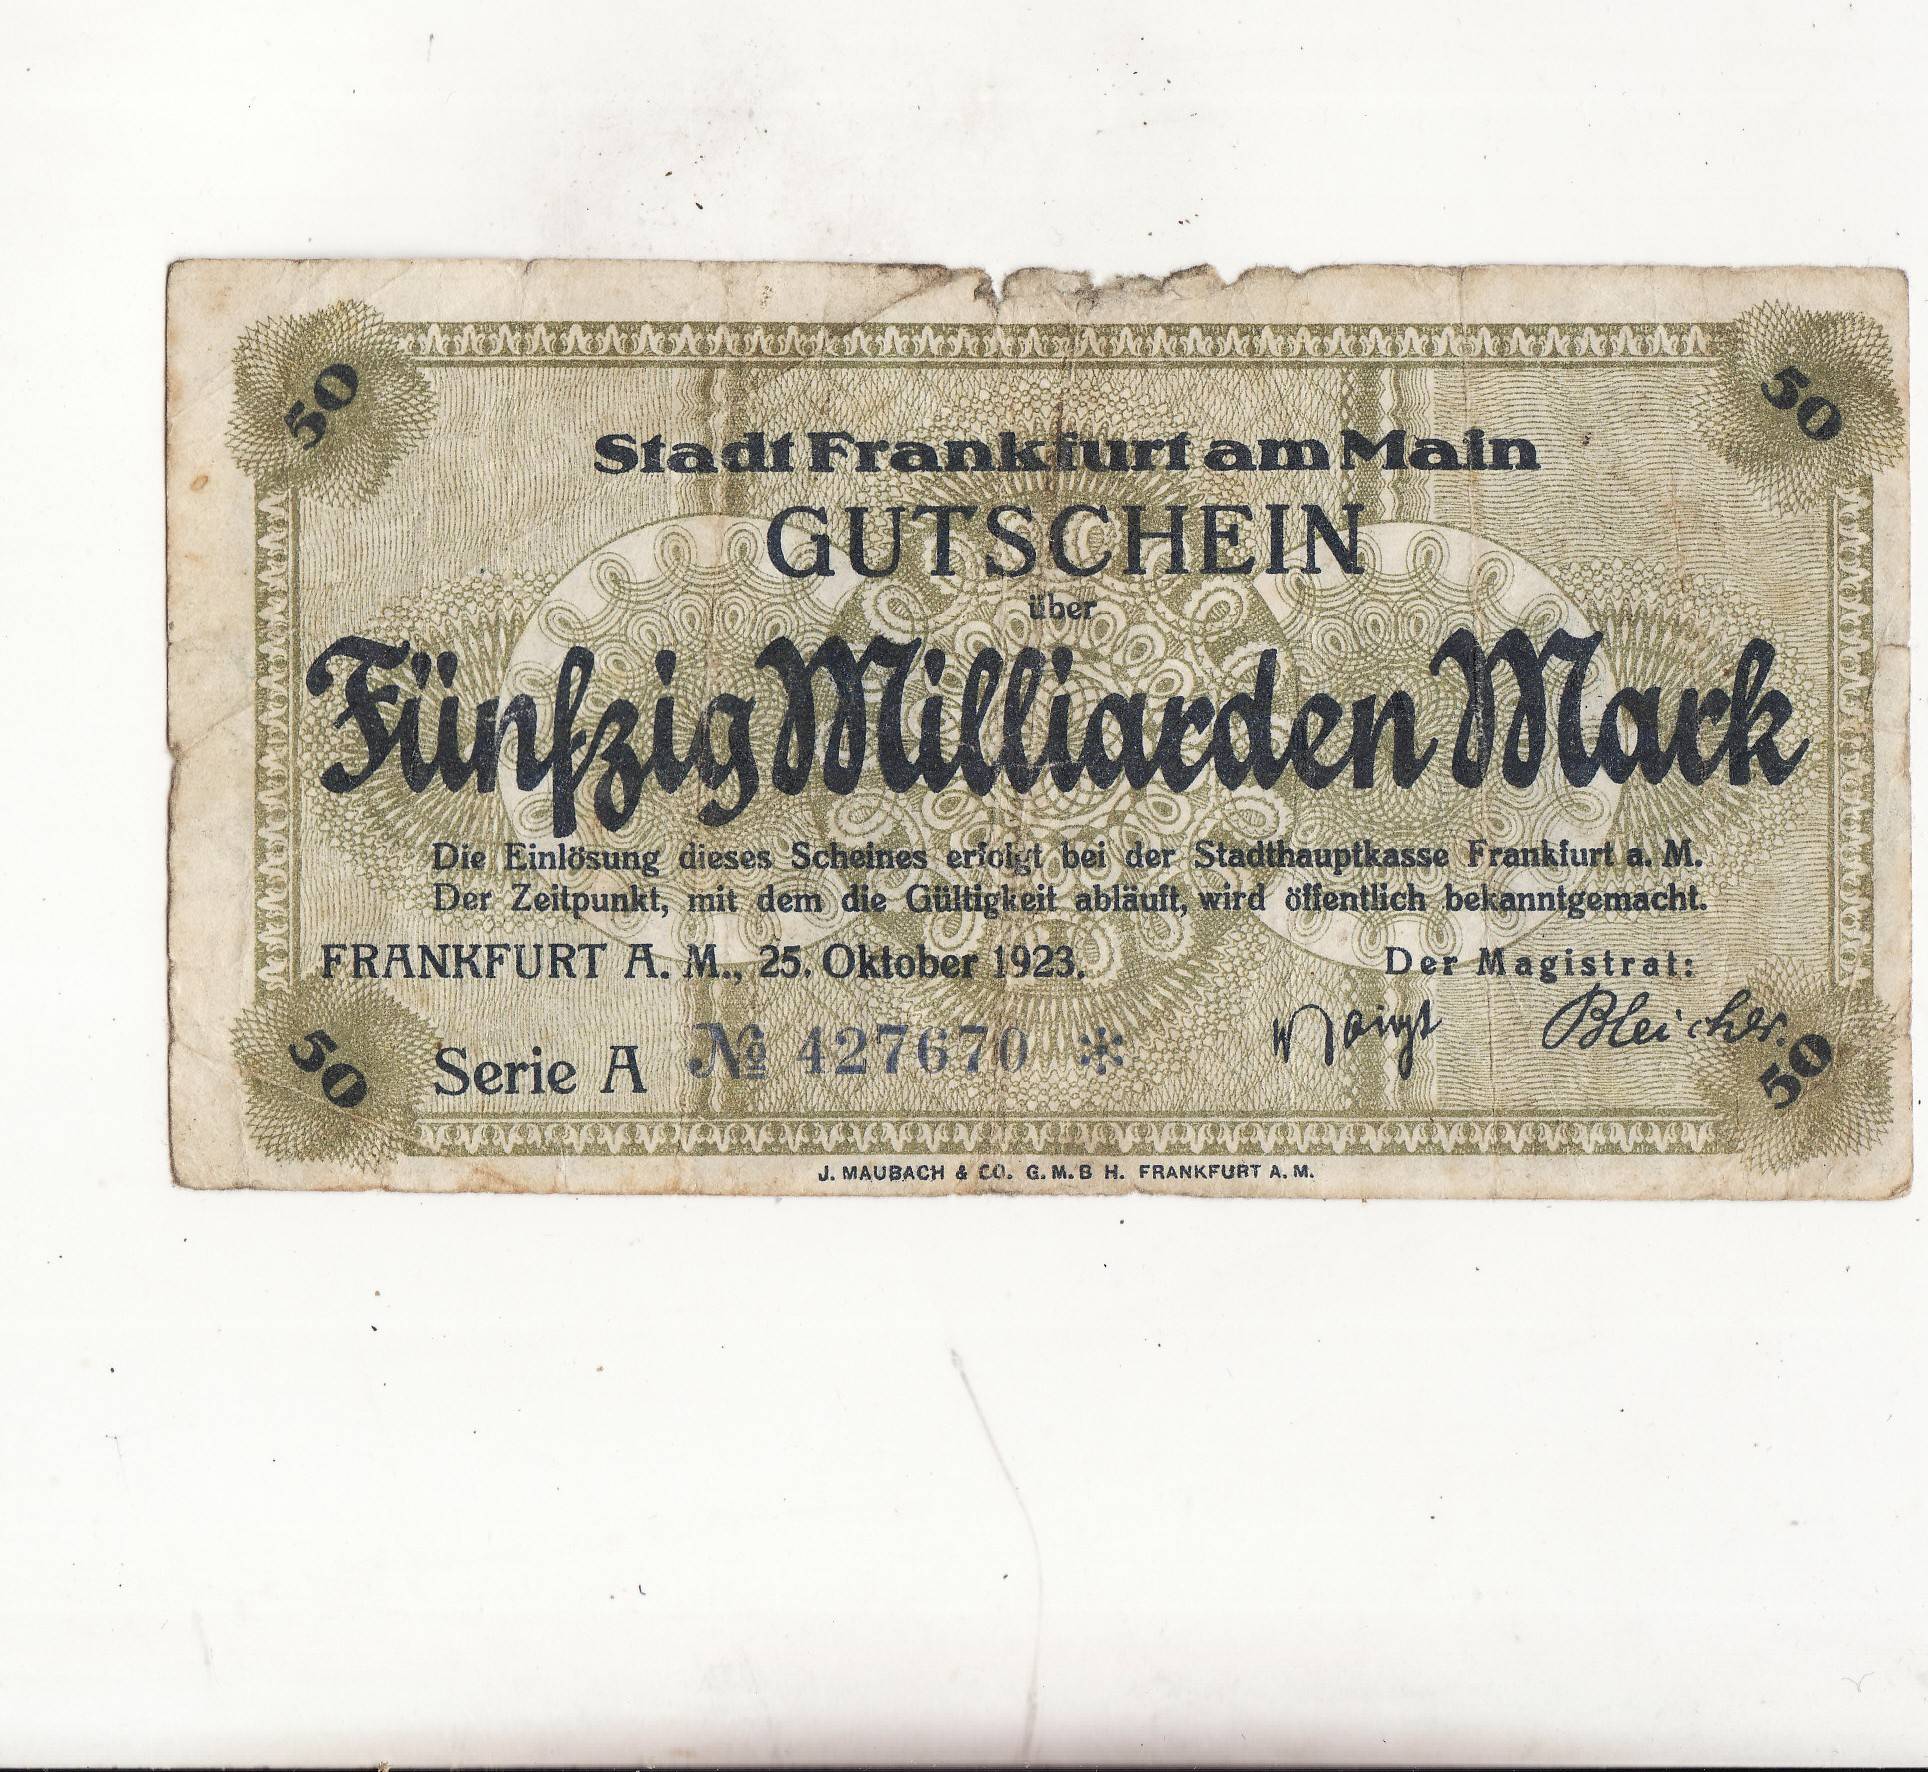 50
50
Stadt Frankfurt am Main
GUTSCHEIN
über
Fünfzig Milliarden Mark
Die Einlösung dieses Scheines erfolgt bei der Stadthauptkasse Frankfurt a. M.
Der Zeitpunkt, mit dem die Gültigkeit abläuft, wird öffentlich bekanntgemacht.
FRANKFURT A. M., 25. Oktober 1923. Der Magistrat:
Serie A № 427670 *
50
50
J. MAUBACH & CO. G. M. B H. FRANKFURT A. M.